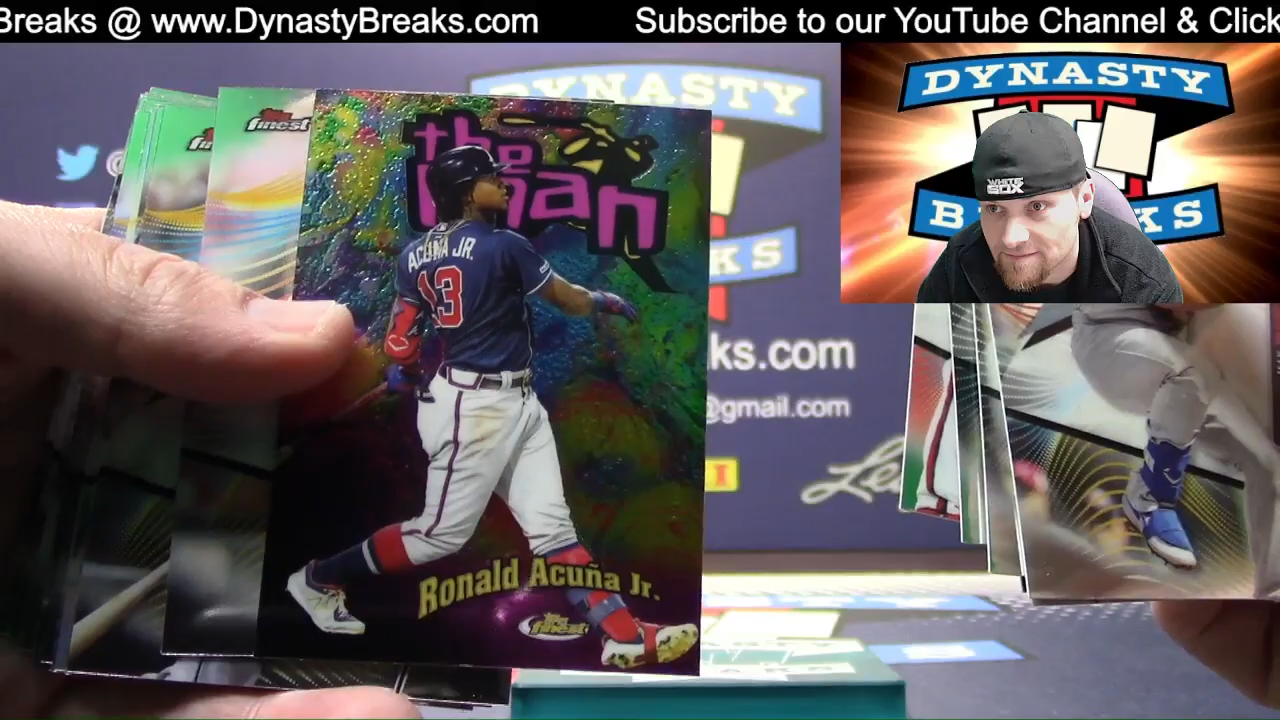 Breaks @ www.DynastyBreaks.com
Subscribe to our YouTube Channel & Click
DYNASTY
WHITE
SOX
the
man
ACUÑA JR.
13
Ronald Acuña Jr.
finest
finest
KS
ks.com
@gmail.com
@